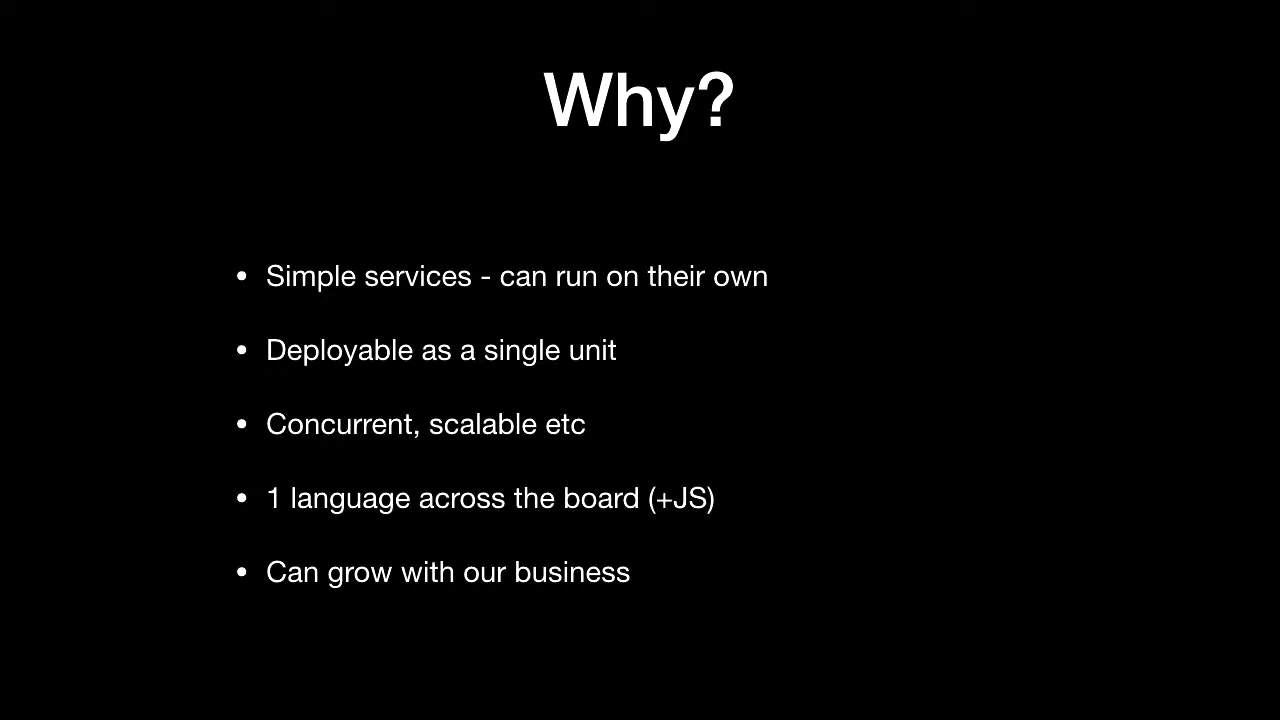 Why?
• Simple services - can run on their own
• Deployable as a single unit
• Concurrent, scalable etc
• 1 language across the board (+JS)
• Can grow with our business